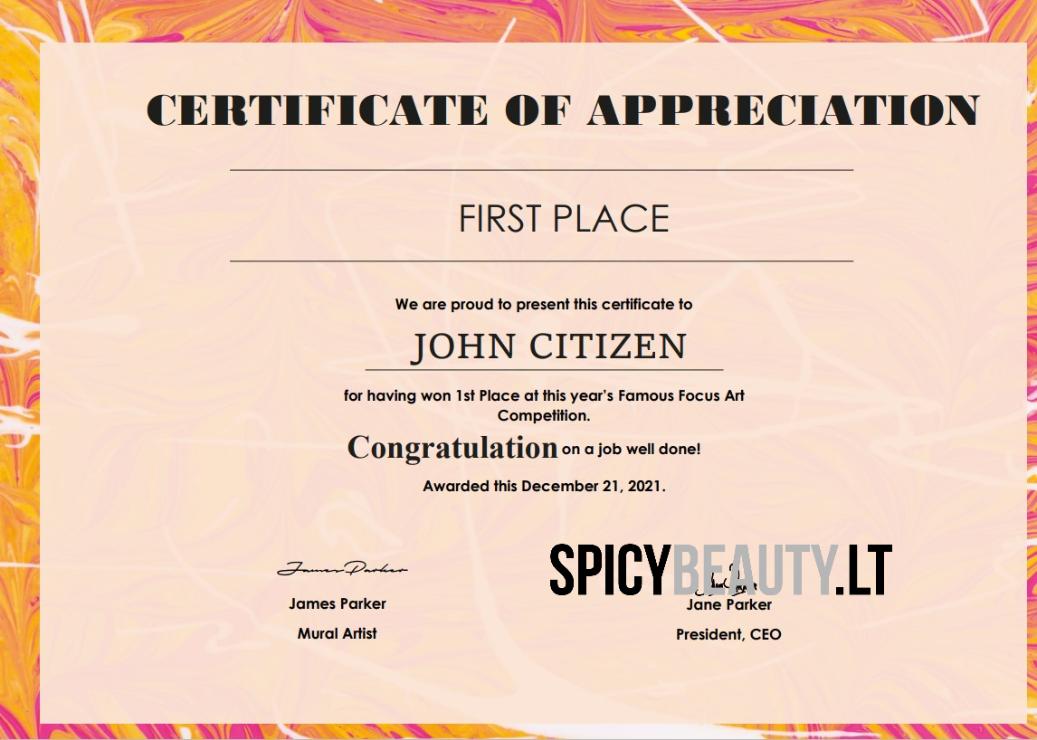 CERTIFICATE OF APPRECIATION
FIRST PLACE
We are proud to present this certificate to
JOHN CITIZEN
for having won 1st Place at this year's Famous Focus Art
Competition.
Congratulation on a job well done!
Awarded this December 21, 2021.
James Parker
SPICYBEAUTY.LT
James Parker
Jane Parker
Mural Artist
President, CEO